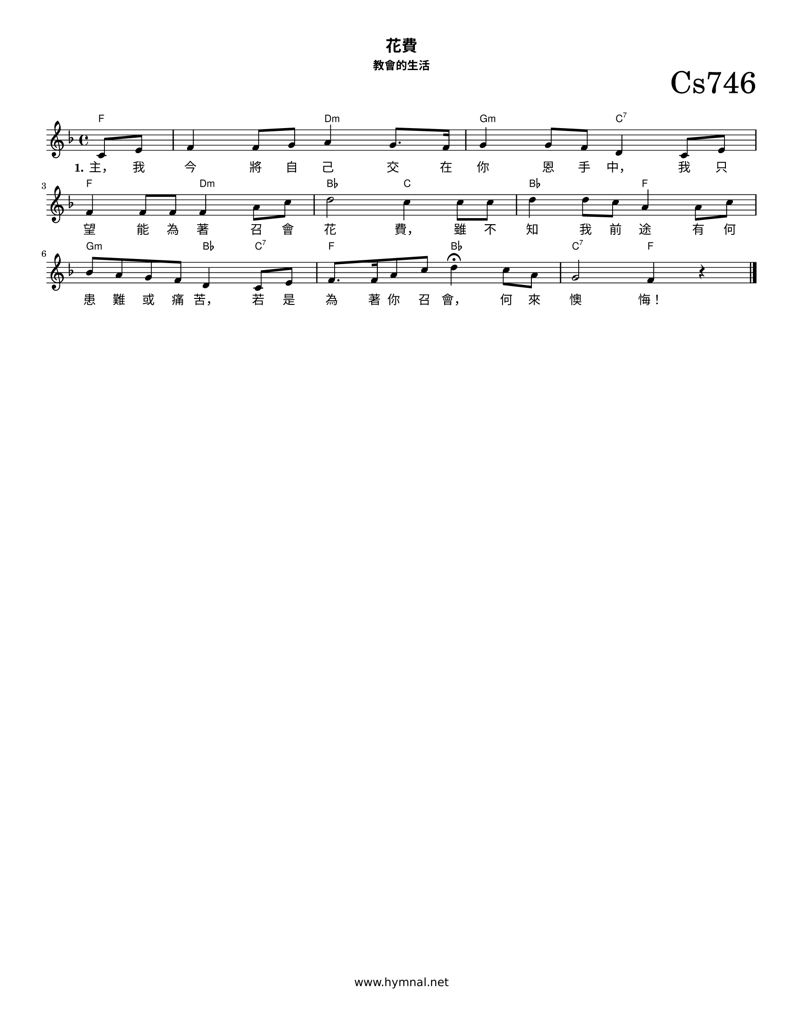 花費
教會的生活
Cs746
F Dm Gm C7
1. 主， 我 今 將 自 己 交 在 你 恩 手 中， 我 只
3 F Dm B♭ C B♭ F
望 能 為 著 召 會 花 費， 雖 不 知 我 前 途 有 何
6 Gm B♭ C7 F B♭ C7 F
患 難 或 痛 苦， 若 是 為 著 你 召 會， 何 來 懊 悔！
www.hymnal.net